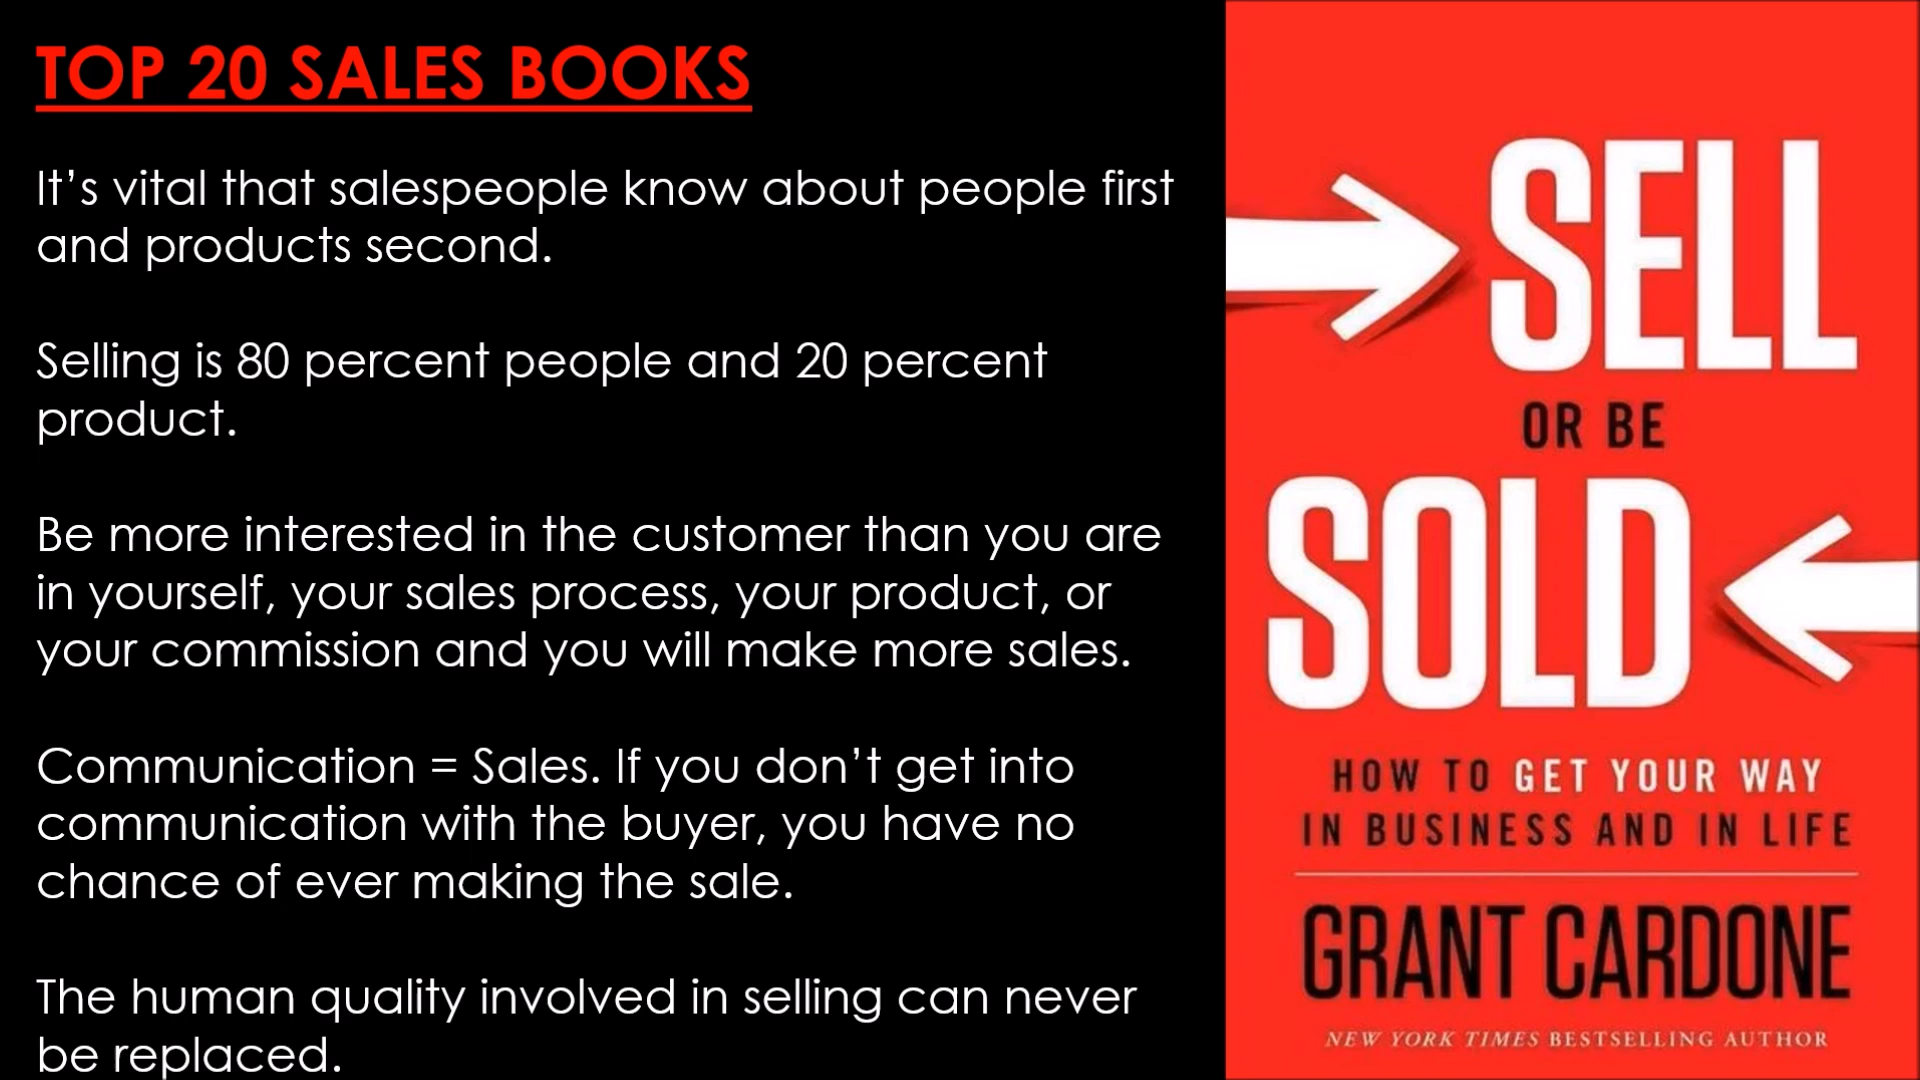 TOP 20 SALES BOOKS
It’s vital that salespeople know about people first
and products second.
Selling is 80 percent people and 20 percent
product.
Be more interested in the customer than you are
in yourself, your sales process, your product, or
your commission and you will make more sales.
Communication = Sales. If you don’t get into
communication with the buyer, you have no
chance of ever making the sale.
The human quality involved in selling can never
be replaced.
SELL
OR BE
SOLD
HOW TO GET YOUR WAY
IN BUSINESS AND IN LIFE
GRANT CARDONE
NEW YORK TIMES BESTSELLING AUTHOR